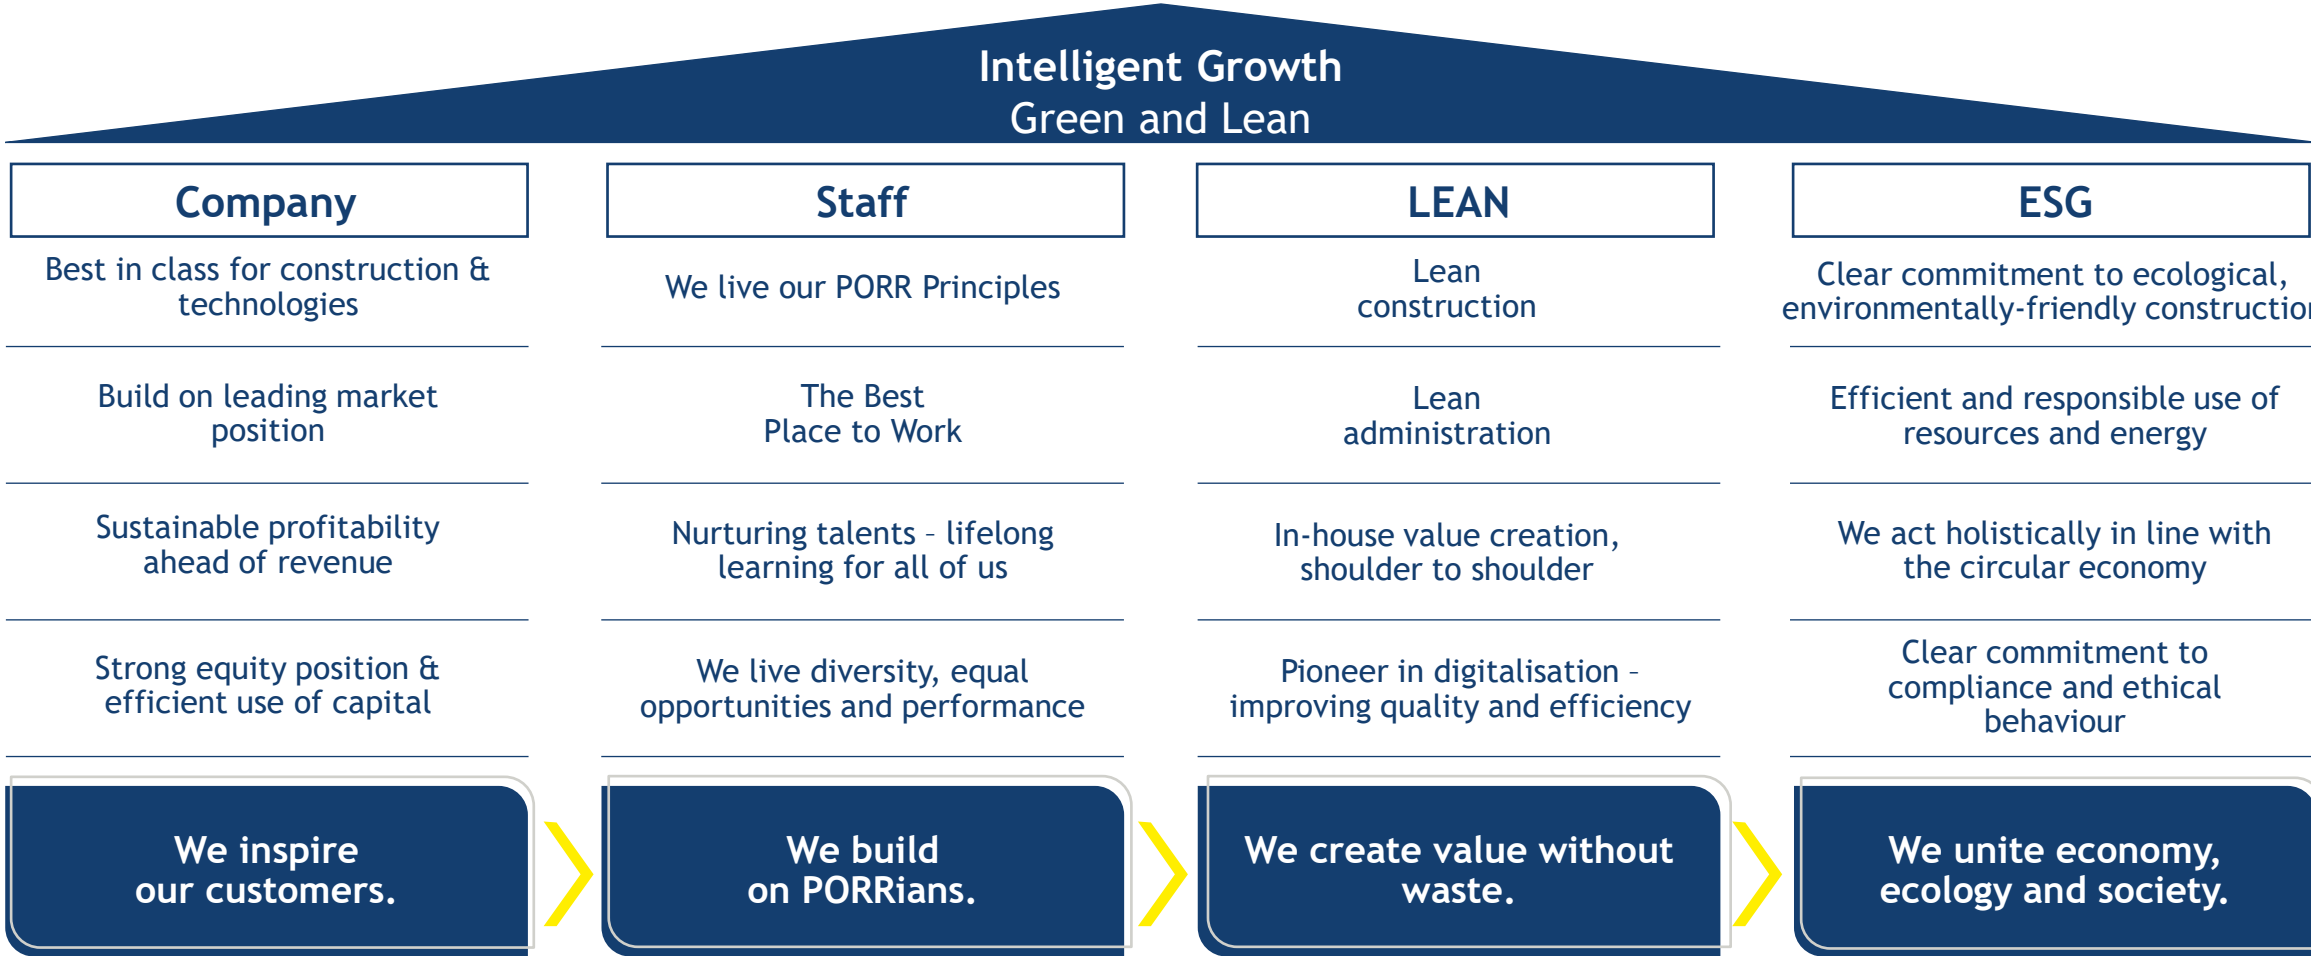 Intelligent Growth
Green and Lean
Company
Best in class for construction &
technologies
Build on leading market
position
Sustainable profitability
ahead of revenue
Strong equity position &
efficient use of capital
We inspire
our customers.
Staff
We live our PORR Principles
The Best
Place to Work
Nurturing talents – lifelong
learning for all of us
We live diversity, equal
opportunities and performance
We build
on PORRians.
LEAN
Lean
construction
Lean
administration
In-house value creation,
shoulder to shoulder
Pioneer in digitalisation –
improving quality and efficiency
We create value without
waste.
ESG
Clear commitment to ecological,
environmentally-friendly construction
Efficient and responsible use of
resources and energy
We act holistically in line with
the circular economy
Clear commitment to
compliance and ethical
behaviour
We unite economy,
ecology and society.